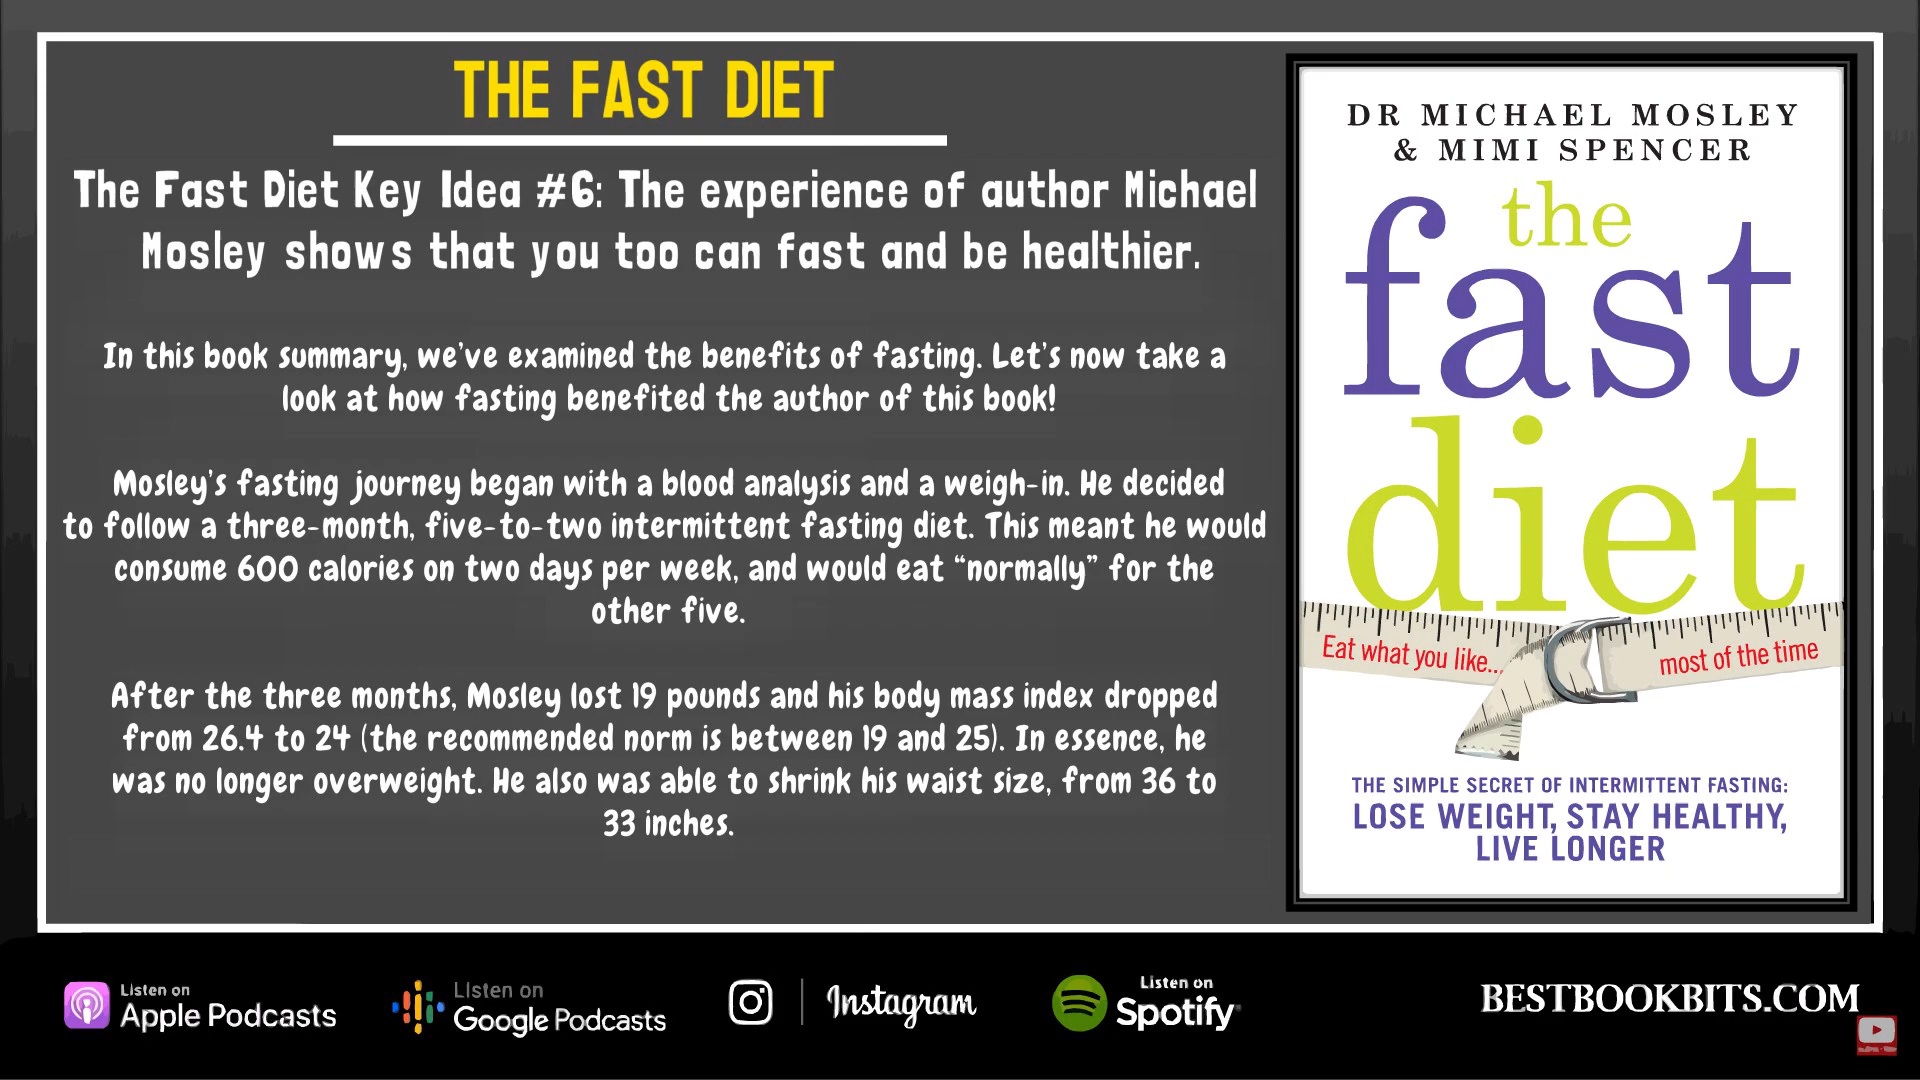 THE FAST DIET
The Fast Diet Key Idea #6: The experience of author Michael
Mosley shows that you too can fast and be healthier.
In this book summary, we've examined the benefits of fasting. Let's now take a
look at how fasting benefited the author of this book!
Mosley's fasting journey began with a blood analysis and a weigh-in. He decided
to follow a three-month, five-to-two intermittent fasting diet. This meant he would
consume 600 calories on two days per week, and would eat “normally” for the
other five.
After the three months, Mosley lost 19 pounds and his body mass index dropped
from 26.4 to 24 (the recommended norm is between 19 and 25). In essence, he
was no longer overweight. He also was able to shrink his waist size, from 36 to
33 inches.
DR MICHAEL MOSLEY
& MIMI SPENCER
the
fast
diet
Eat what you like...
most of the time
THE SIMPLE SECRET OF INTERMITTENT FASTING:
LOSE WEIGHT, STAY HEALTHY,
LIVE LONGER
Listen on
Apple Podcasts
Listen on
Google Podcasts
Instagram
Listen on
Spotify
BESTBOOKBITS.COM